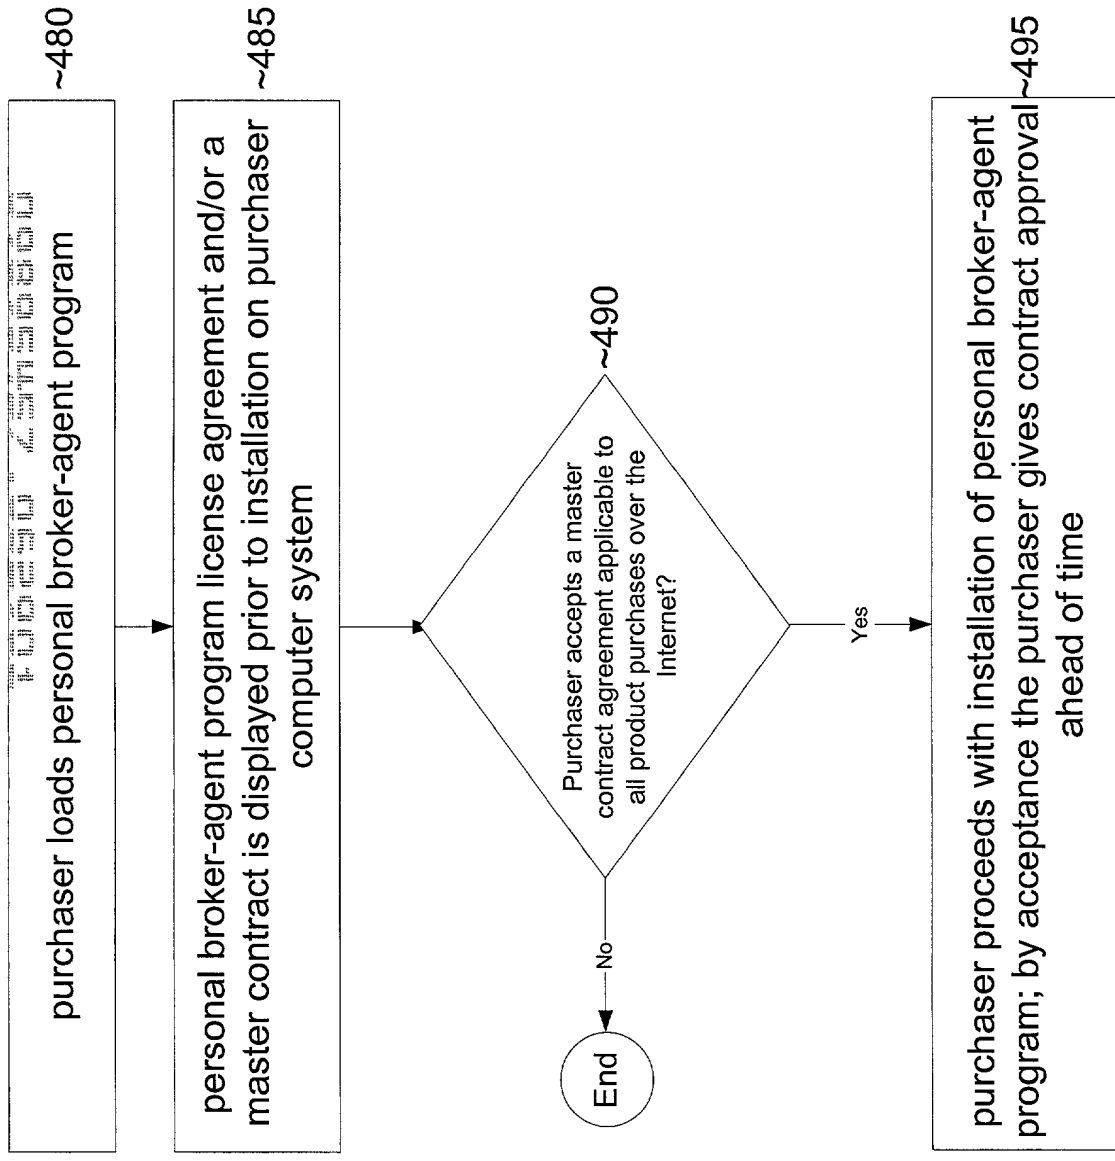 purchaser loads personal broker-agent program
~480
personal broker-agent program license agreement and/or a
master contract is displayed prior to installation on purchaser
computer system
~485
Purchaser accepts a master
contract agreement applicable to
all product purchases over the
Internet?
~490
No
End
Yes
purchaser proceeds with installation of personal broker-agent
program; by acceptance the purchaser gives contract approval
ahead of time
~495